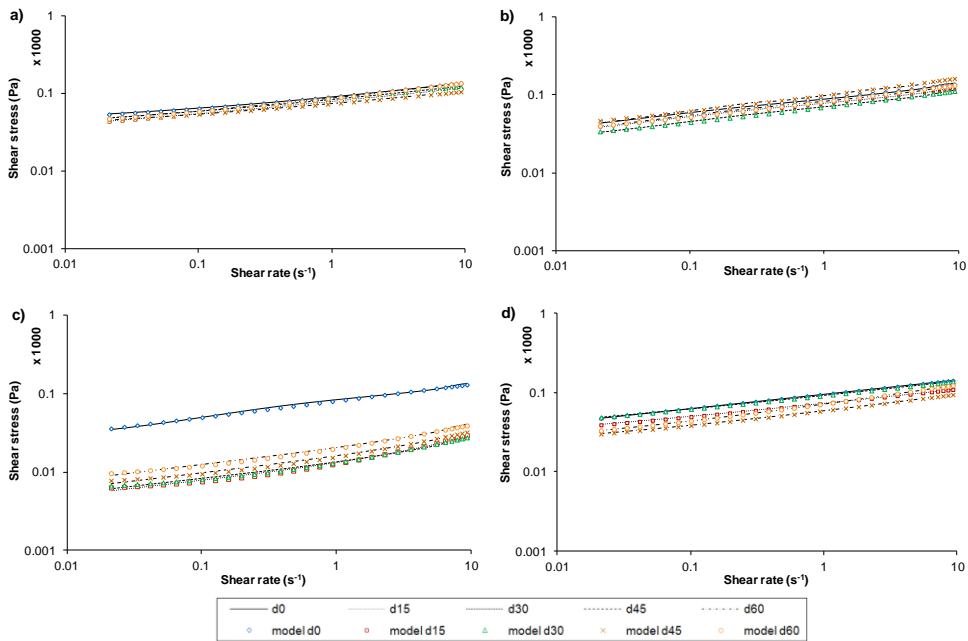 a)
x 1000
Shear stress (Pa)
1
0.1
0.01
0.001
0.01
0.1
1
10
Shear rate (s⁻¹)
b)
x 1000
Shear stress (Pa)
1
0.1
0.01
0.001
0.01
0.1
1
10
Shear rate (s⁻¹)
c)
x 1000
Shear stress (Pa)
1
0.1
0.01
0.001
0.01
0.1
1
10
Shear rate (s⁻¹)
d)
x 1000
Shear stress (Pa)
1
0.1
0.01
0.001
0.01
0.1
1
10
Shear rate (s⁻¹)
d0 d15 d30 d45 d60
model d0 model d15 model d30 model d45 model d60